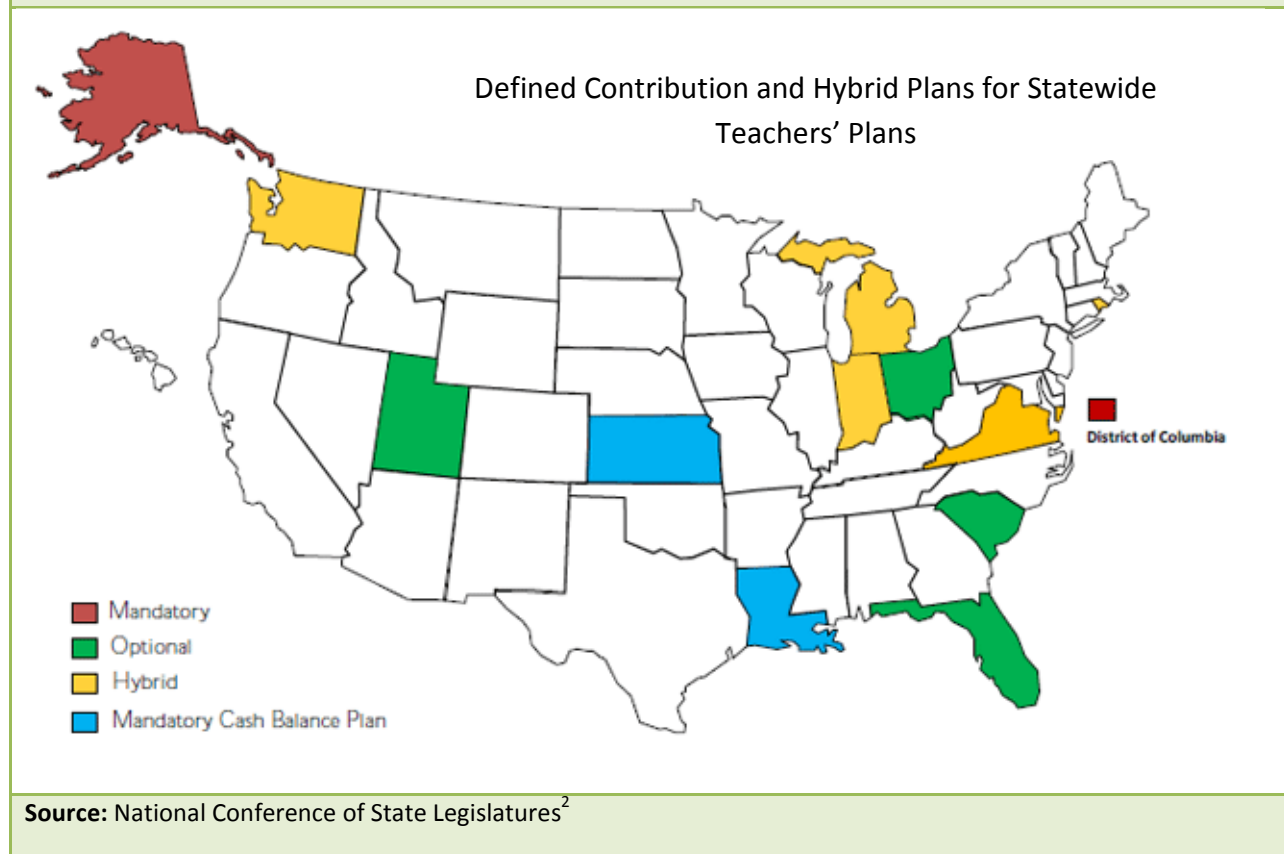 Defined Contribution and Hybrid Plans for Statewide
Teachers’ Plans
District of Columbia
Mandatory
Optional
Hybrid
Mandatory Cash Balance Plan
Source: National Conference of State Legislatures2